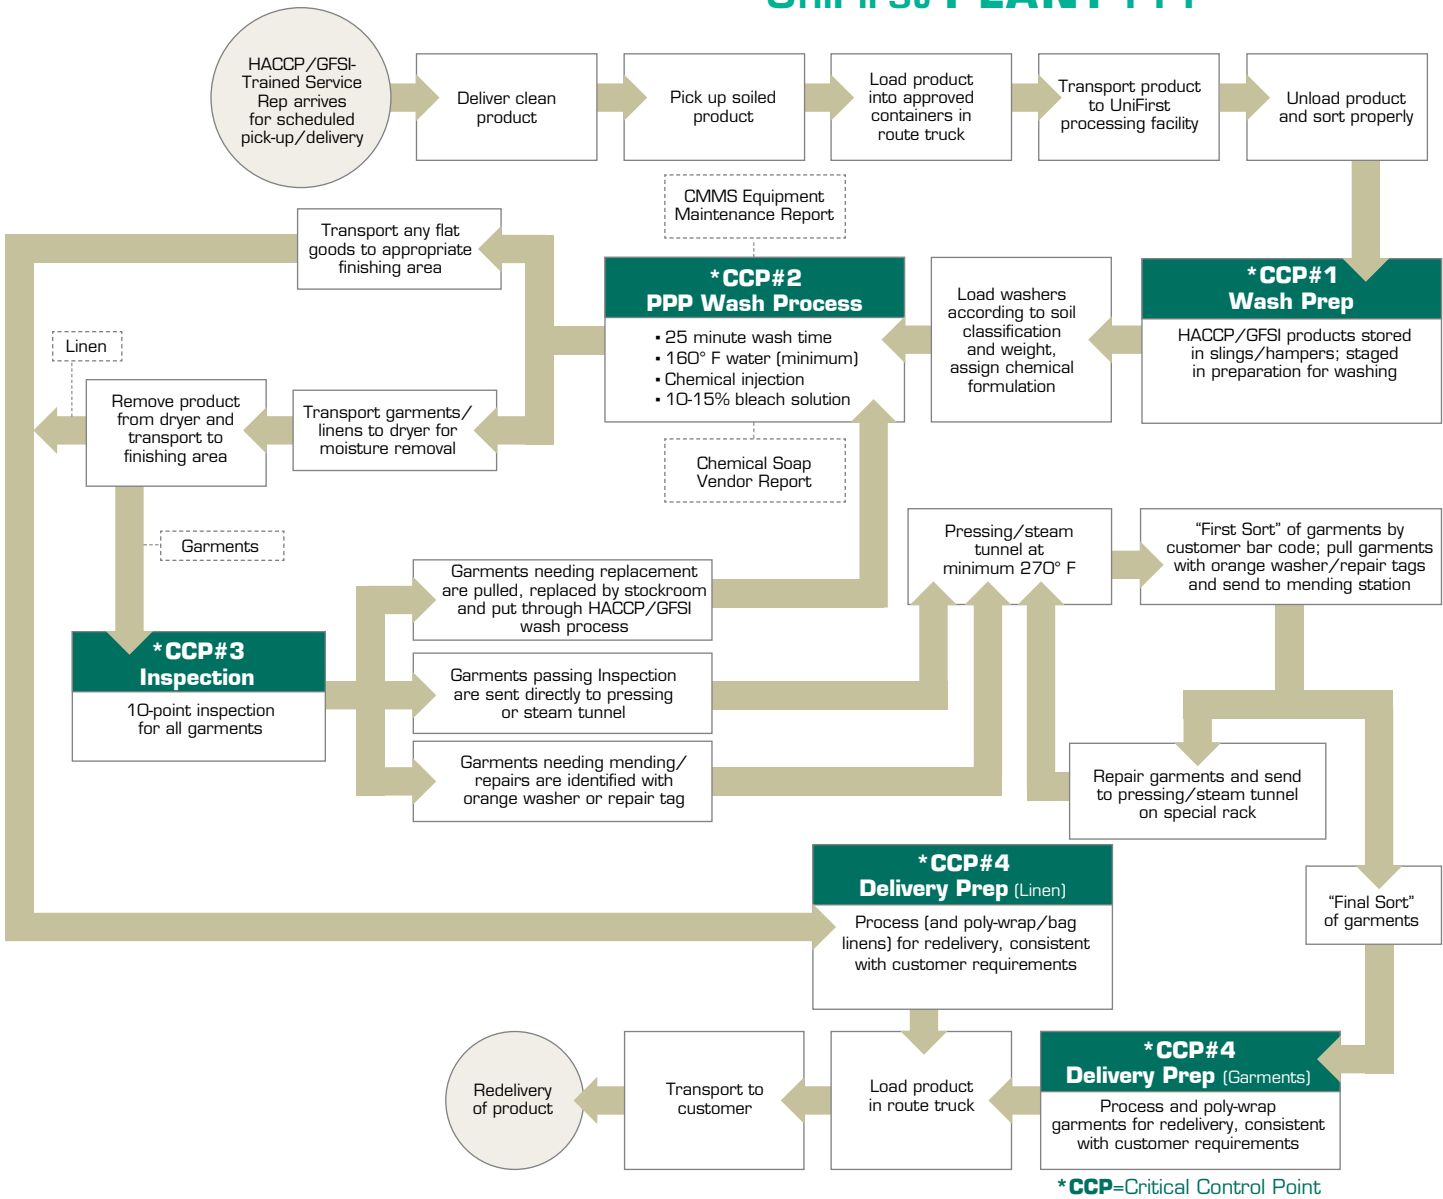 UniFirst PLANT PPP
HACCP/GFSI-
Trained Service
Rep arrives
for scheduled
pick-up/delivery
Deliver clean
product
Pick up soiled
product
Load product
into approved
containers in
route truck
Transport product
to UniFirst
processing facility
Unload product
and sort properly
CMMS Equipment
Maintenance Report
Transport any flat
goods to appropriate
finishing area
*CCP#2
PPP Wash Process
▪ 25 minute wash time
▪ 160° F water (minimum)
▪ Chemical injection
▪ 10-15% bleach solution
Load washers
according to soil
classification
and weight,
assign chemical
formulation
*CCP#1
Wash Prep
HACCP/GFSI products stored
in slings/hampers; staged
in preparation for washing
Linen
Remove product
from dryer and
transport to
finishing area
Transport garments/
linens to dryer for
moisture removal
Chemical Soap
Vendor Report
Garments
Pressing/steam
tunnel at
minimum 270° F
"First Sort" of garments by
customer bar code; pull garments
with orange washer/repair tags
and send to mending station
Garments needing replacement
are pulled, replaced by stockroom
and put through HACCP/GFSI
wash process
*CCP#3
Inspection
10-point inspection
for all garments
Garments passing Inspection
are sent directly to pressing
or steam tunnel
Garments needing mending/
repairs are identified with
orange washer or repair tag
Repair garments and send
to pressing/steam tunnel
on special rack
*CCP#4
Delivery Prep (Linen)
Process (and poly-wrap/bag
linens) for redelivery, consistent
with customer requirements
"Final Sort"
of garments
Redelivery
of product
Transport to
customer
Load product
in route truck
*CCP#4
Delivery Prep (Garments)
Process and poly-wrap
garments for redelivery, consistent
with customer requirements
*CCP=Critical Control Point